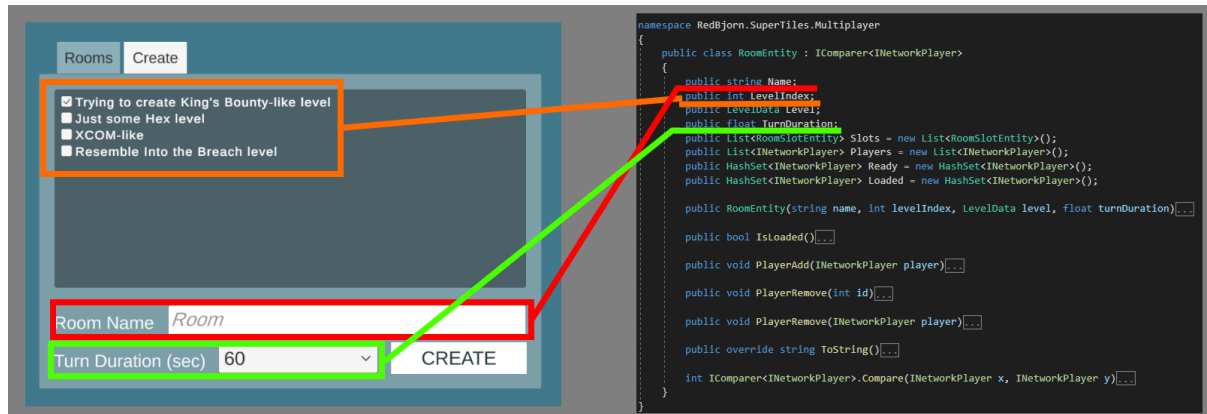 Rooms Create
Trying to create King's Bounty-like level
Just some Hex level
XCOM-like
Resemble Into the Breach level
Room Name Room
Turn Duration (sec) 60 CREATE
namespace RedBjorn.SuperTiles.Multiplayer
{
public class RoomEntity : IComparer<INetworkPlayer>
{
public string Name;
public int LevelIndex;
public LevelData Level;
public float TurnDuration;
public List<RoomSlotEntity> Slots = new List<RoomSlotEntity>();
public List<INetworkPlayer> Players = new List<INetworkPlayer>();
public HashSet<INetworkPlayer> Ready = new HashSet<INetworkPlayer>();
public HashSet<INetworkPlayer> Loaded = new HashSet<INetworkPlayer>();
public RoomEntity(string name, int levelIndex, LevelData level, float turnDuration)...
public bool IsLoaded()...
public void PlayerAdd(INetworkPlayer player)...
public void PlayerRemove(int id)...
public void PlayerRemove(INetworkPlayer player)...
public override string ToString()...
int IComparer<INetworkPlayer>.Compare(INetworkPlayer x, INetworkPlayer y)...
}
}